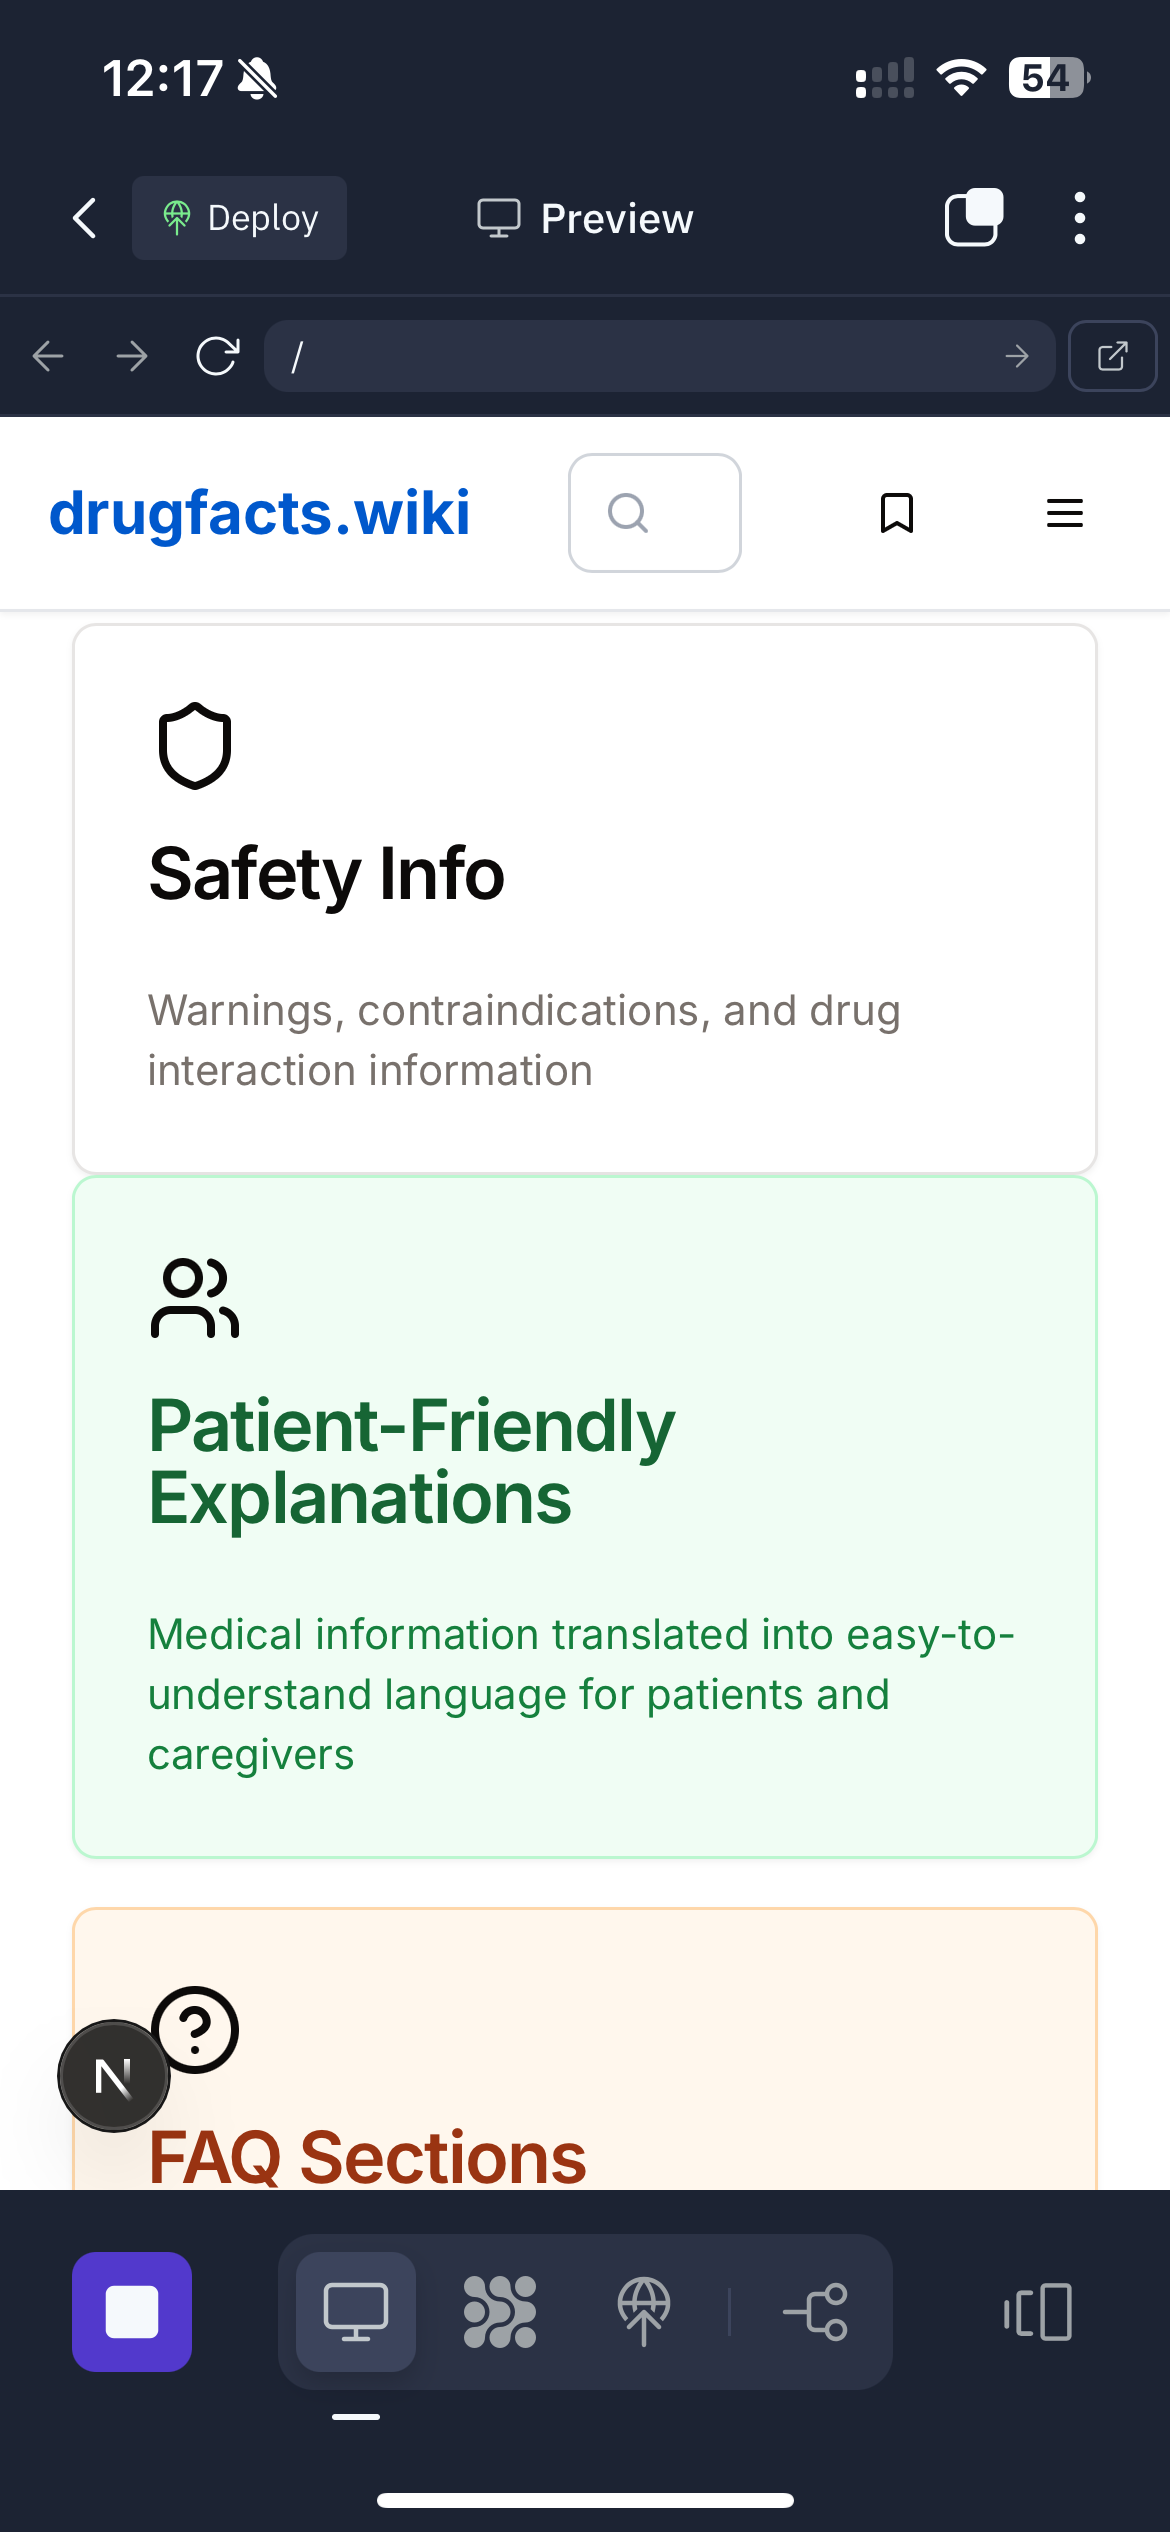 12:17
54
Deploy
Preview
/
drugfacts.wiki
Safety Info
Warnings, contraindications, and drug
interaction information
Patient-Friendly
Explanations
Medical information translated into easy-to-
understand language for patients and
caregivers
N
FAQ Sections